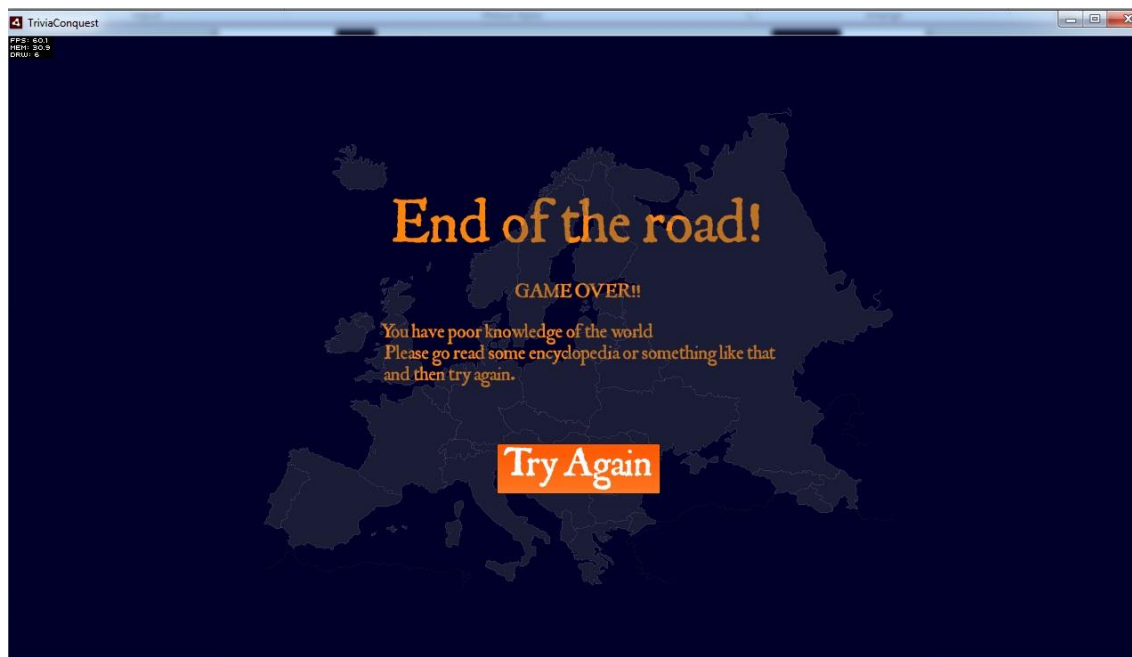 TriviaConquest
FPS: 60.1
MEM: 30.9
DRW: 6
End of the road!
GAME OVER!!
You have poor knowledge of the world
Please go read some encyclopedia or something like that
and then try again.
Try Again